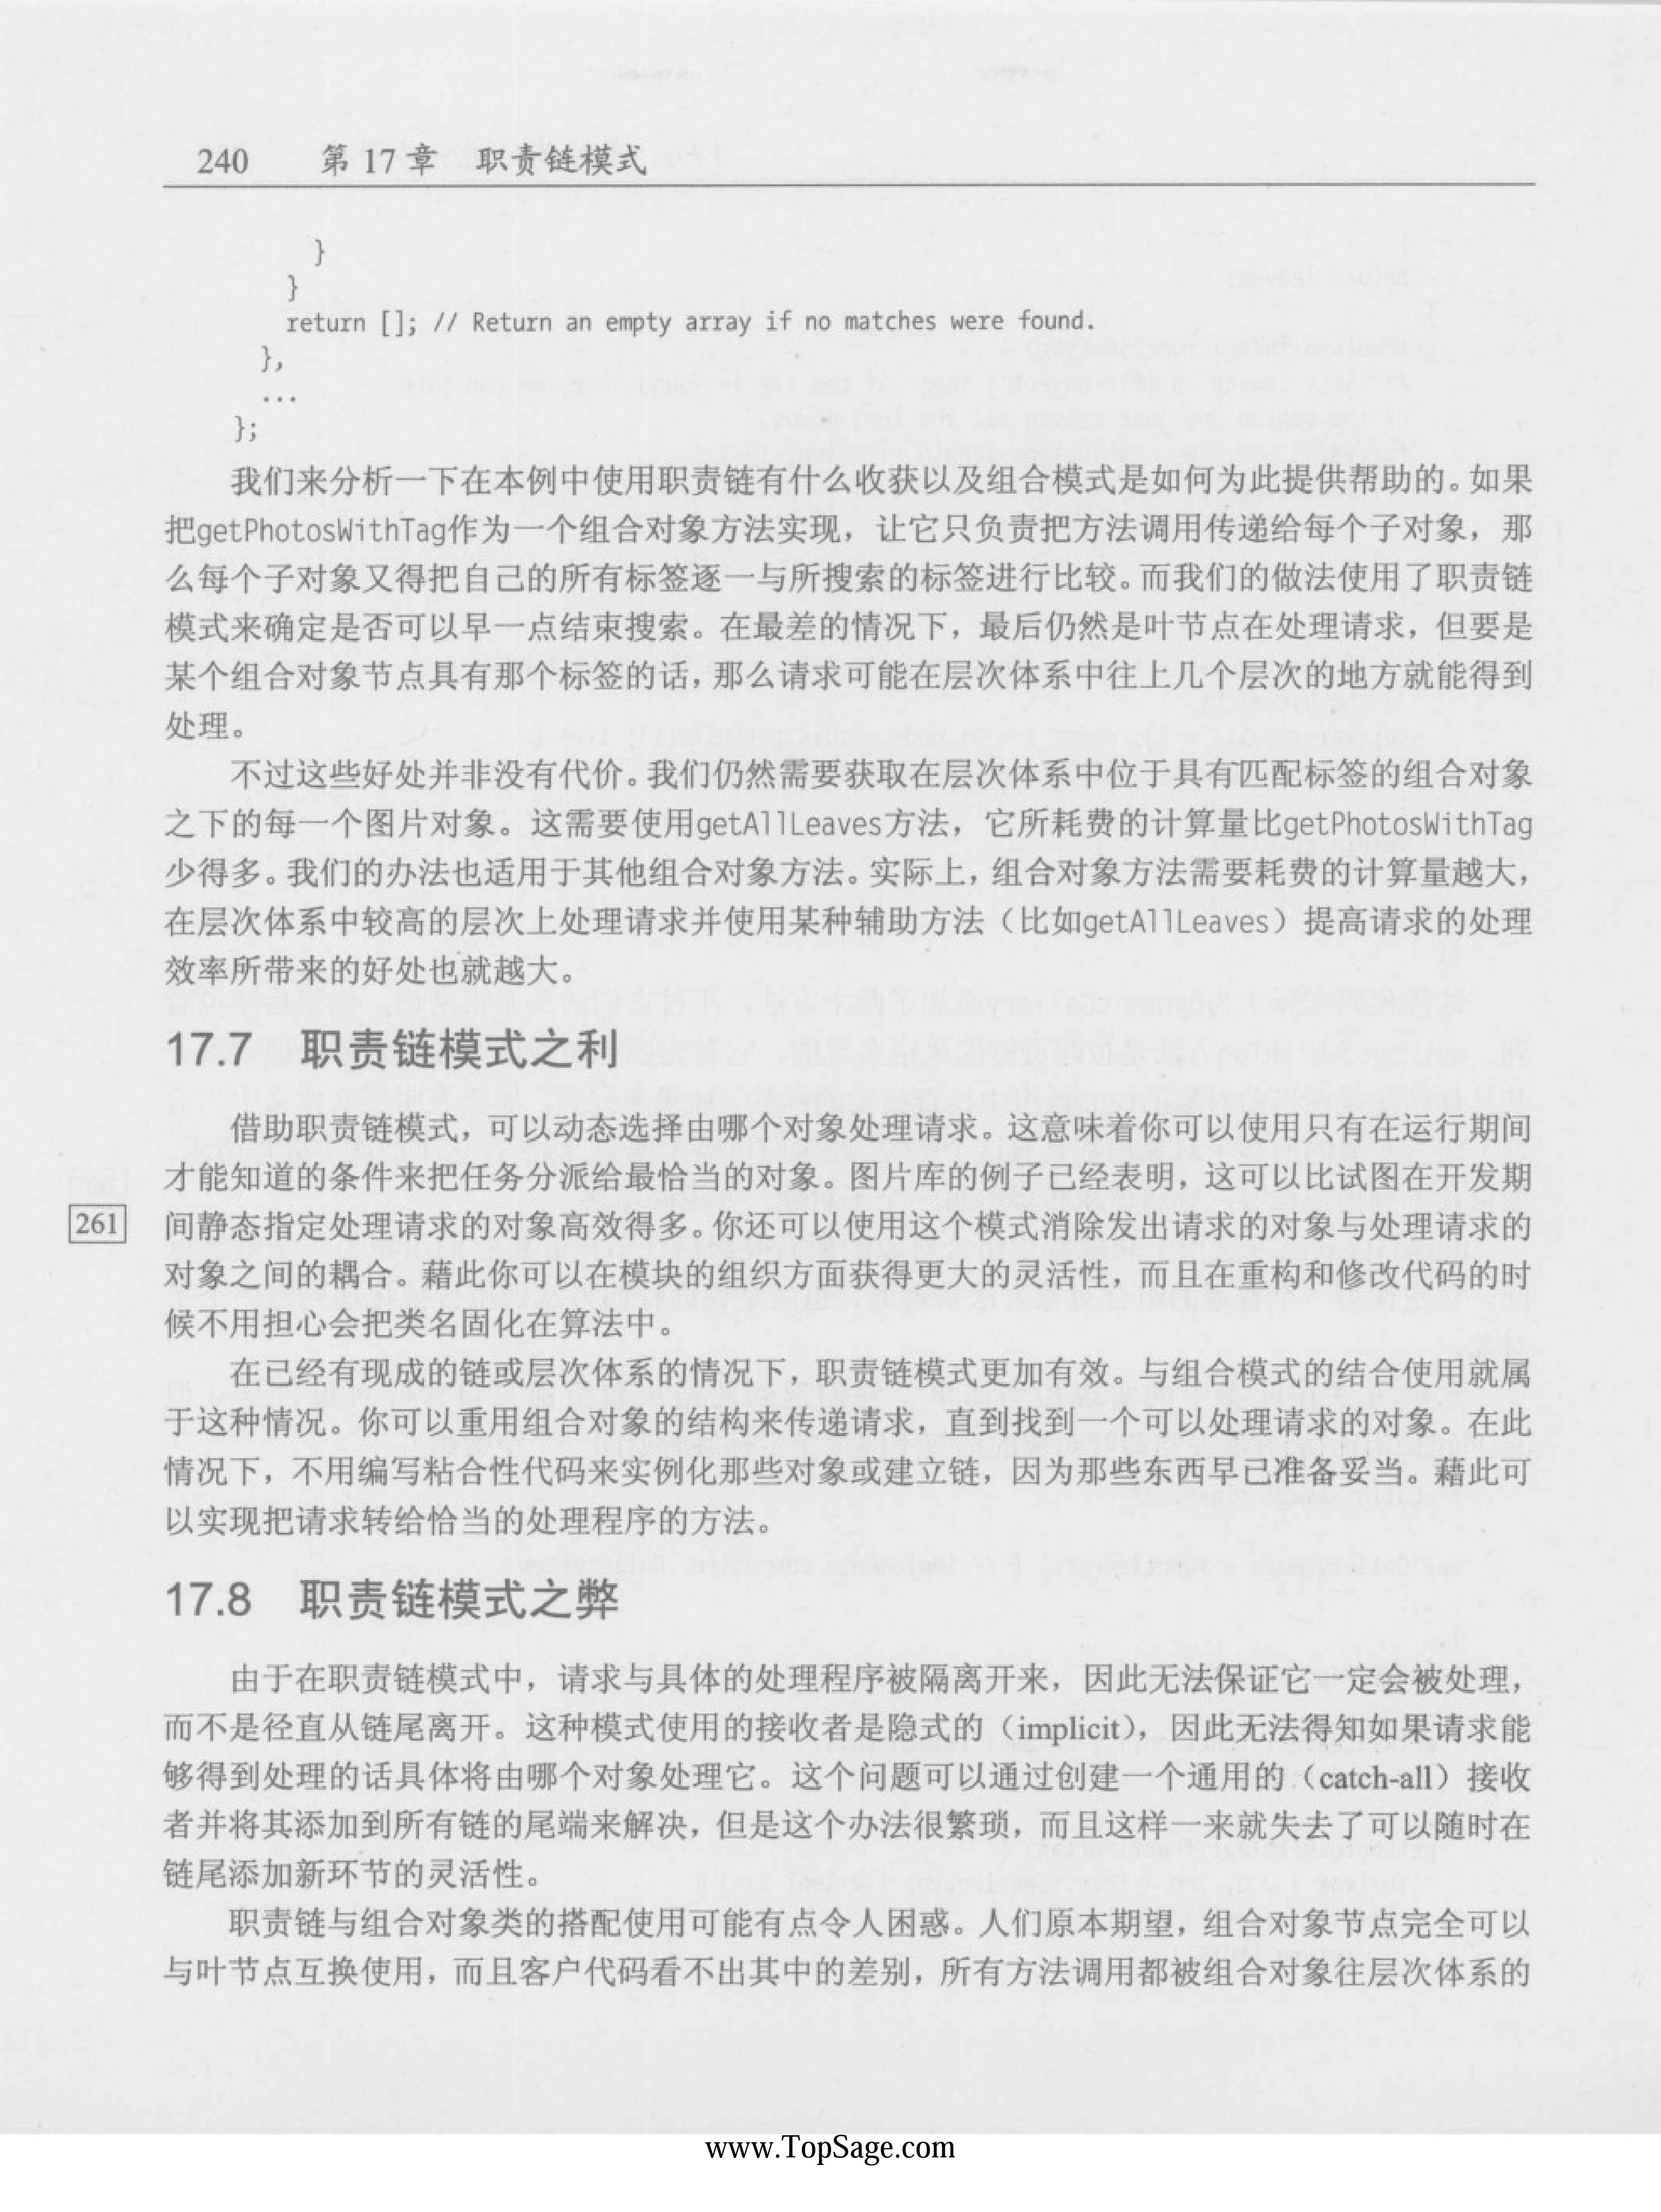 240 第 17 章 职责链模式
}
}
return []; // Return an empty array if no matches were found.
},
...
};
我们来分析一下在本例中使用职责链有什么收获以及组合模式是如何为此提供帮助的。如果
把getPhotosWithTag作为一个组合对象方法实现，让它只负责把方法调用传递给每个子对象，那
么每个子对象又得把自己的所有标签逐一与所搜索的标签进行比较。而我们的做法使用了职责链
模式来确定是否可以早一点结束搜索。在最差的情况下，最后仍然是叶节点在处理请求，但要是
某个组合对象节点具有那个标签的话，那么请求可能在层次体系中往上几个层次的地方就能得到
处理。
不过这些好处并非没有代价。我们仍然需要获取在层次体系中位于具有匹配标签的组合对象
之下的每一个图片对象。这需要使用getAllLeaves方法，它所耗费的计算量比getPhotosWithTag
少得多。我们的办法也适用于其他组合对象方法。实际上，组合对象方法需要耗费的计算量越大，
在层次体系中较高的层次上处理请求并使用某种辅助方法（比如getAllLeaves）提高请求的处理
效率所带来的好处也就越大。
17.7 职责链模式之利
借助职责链模式，可以动态选择由哪个对象处理请求。这意味着你可以使用只有在运行期间
才能知道的条件来把任务分派给最恰当的对象。图片库的例子已经表明，这可以比试图在开发期
261 间静态指定处理请求的对象高效得多。你还可以使用这个模式消除发出请求的对象与处理请求的
对象之间的耦合。藉此你可以在模块的组织方面获得更大的灵活性，而且在重构和修改代码的时
候不用担心会把类名固化在算法中。
在已经有现成的链或层次体系的情况下，职责链模式更加有效。与组合模式的结合使用就属
于这种情况。你可以重用组合对象的结构来传递请求，直到找到一个可以处理请求的对象。在此
情况下，不用编写粘合性代码来实例化那些对象或建立链，因为那些东西早已准备妥当。藉此可
以实现把请求转给恰当的处理程序的方法。
17.8 职责链模式之弊
由于在职责链模式中，请求与具体的处理程序被隔离开来，因此无法保证它一定会被处理，
而不是径直从链尾离开。这种模式使用的接收者是隐式的（implicit），因此无法得知如果请求能
够得到处理的话具体将由哪个对象处理它。这个问题可以通过创建一个通用的（catch-all）接收
者并将其添加到所有链的尾端来解决，但是这个办法很繁琐，而且这样一来就失去了可以随时在
链尾添加新环节的灵活性。
职责链与组合对象类的搭配使用可能有点令人困惑。人们原本期望，组合对象节点完全可以
与叶节点互换使用，而且客户代码看不出其中的差别，所有方法调用都被组合对象往层次体系的
www.TopSage.com